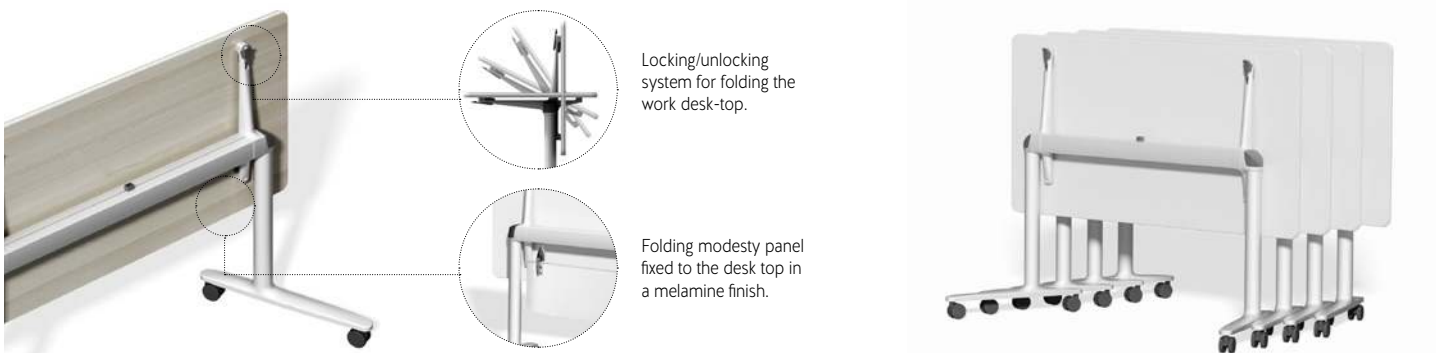 Locking/unlocking
system for folding the
work desk-top.
Folding modesty panel
fixed to the desk top in
a melamine finish.